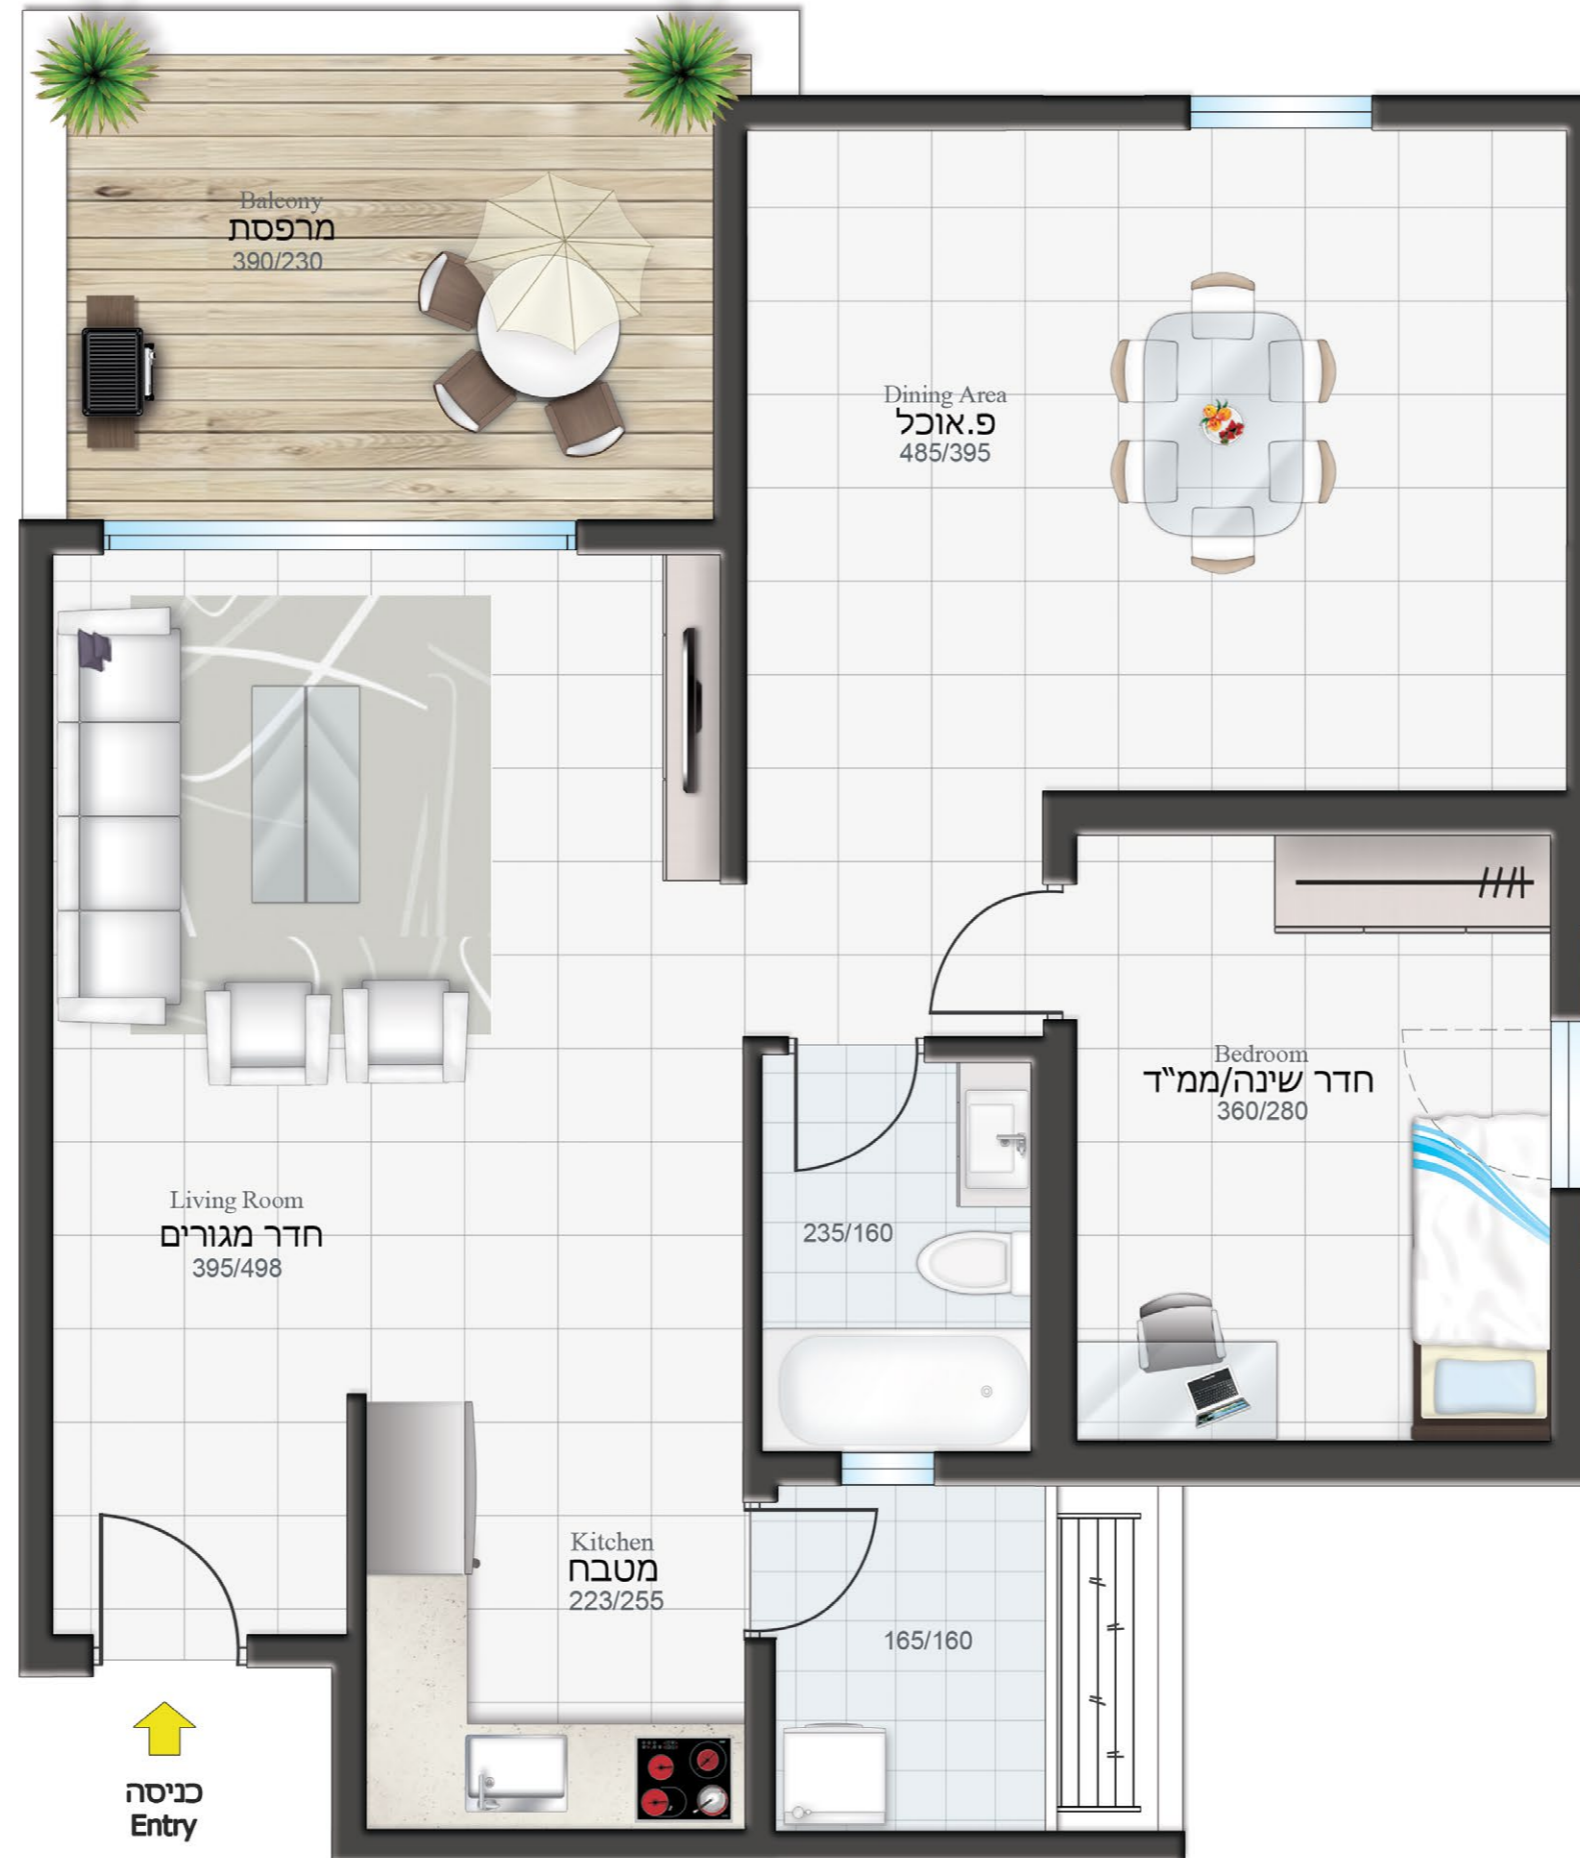 Balcony
מרפסת
390/230
Dining Area
פ.אוכל
485/395
Bedroom
חדר שינה/ממ"ד
360/280
Living Room
חדר מגורים
395/498
235/160
Kitchen
מטבח
223/255
165/160
כניסה
Entry